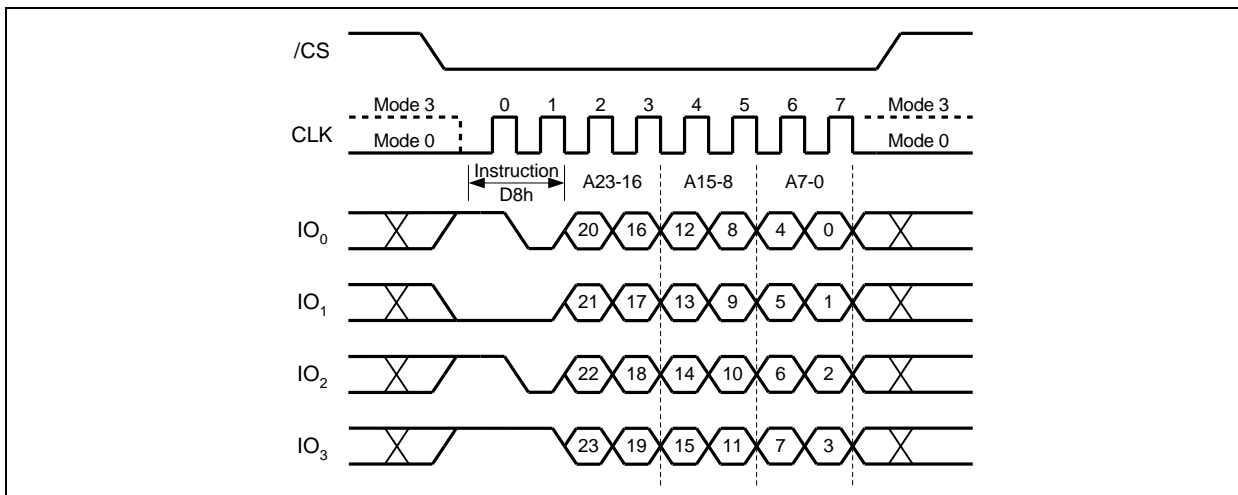 /CS
Mode 3 0 1 2 3 4 5 6 7 Mode 3
CLK Mode 0 Mode 0
Instruction A23-16 A15-8 A7-0
D8h
IO0 20 16 12 8 4 0
IO1 21 17 13 9 5 1
IO2 22 18 14 10 6 2
IO3 23 19 15 11 7 3